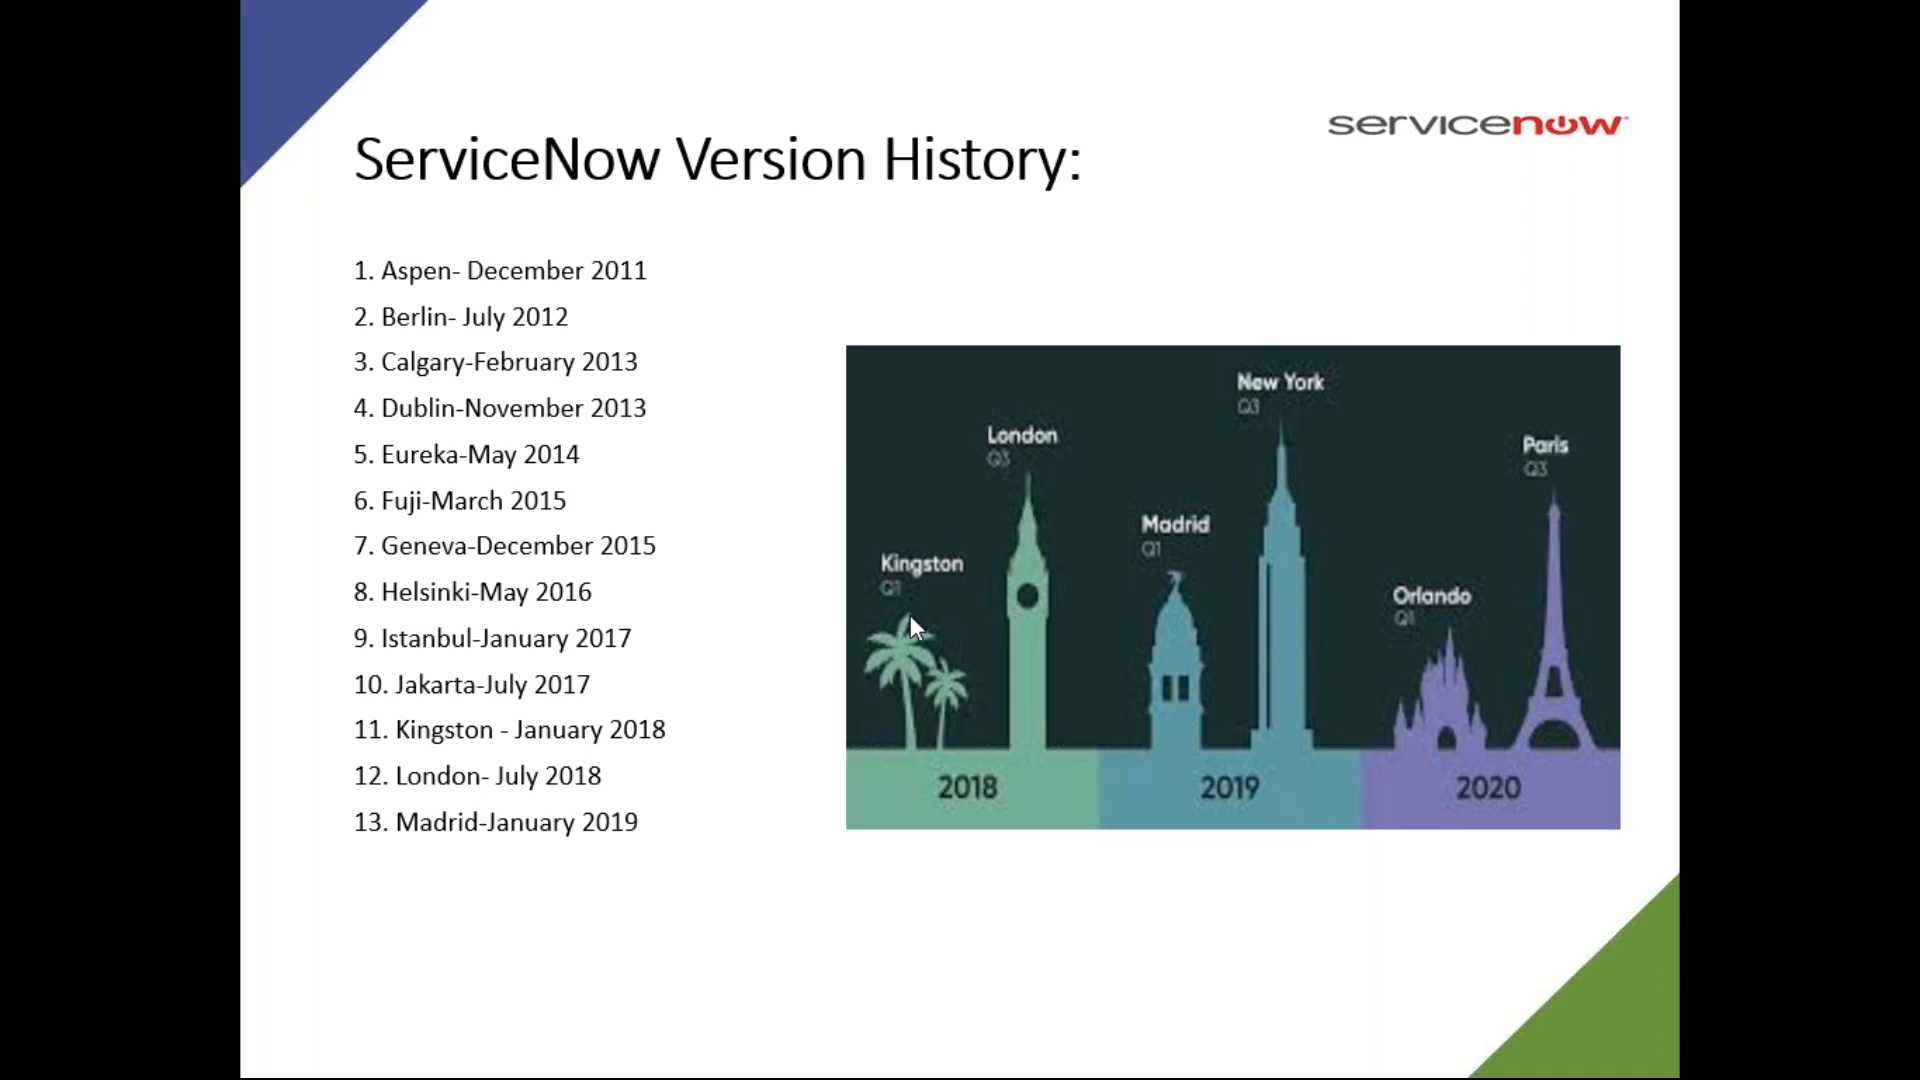 servicenow
ServiceNow Version History:
1. Aspen- December 2011
2. Berlin- July 2012
3. Calgary-February 2013
4. Dublin-November 2013
5. Eureka-May 2014
6. Fuji-March 2015
7. Geneva-December 2015
8. Helsinki-May 2016
9. Istanbul-January 2017
10. Jakarta-July 2017
11. Kingston - January 2018
12. London- July 2018
13. Madrid-January 2019
Kingston
Q1
London
Q3
Madrid
Q1
New York
Q3
Orlando
Q1
Paris
Q3
2018
2019
2020